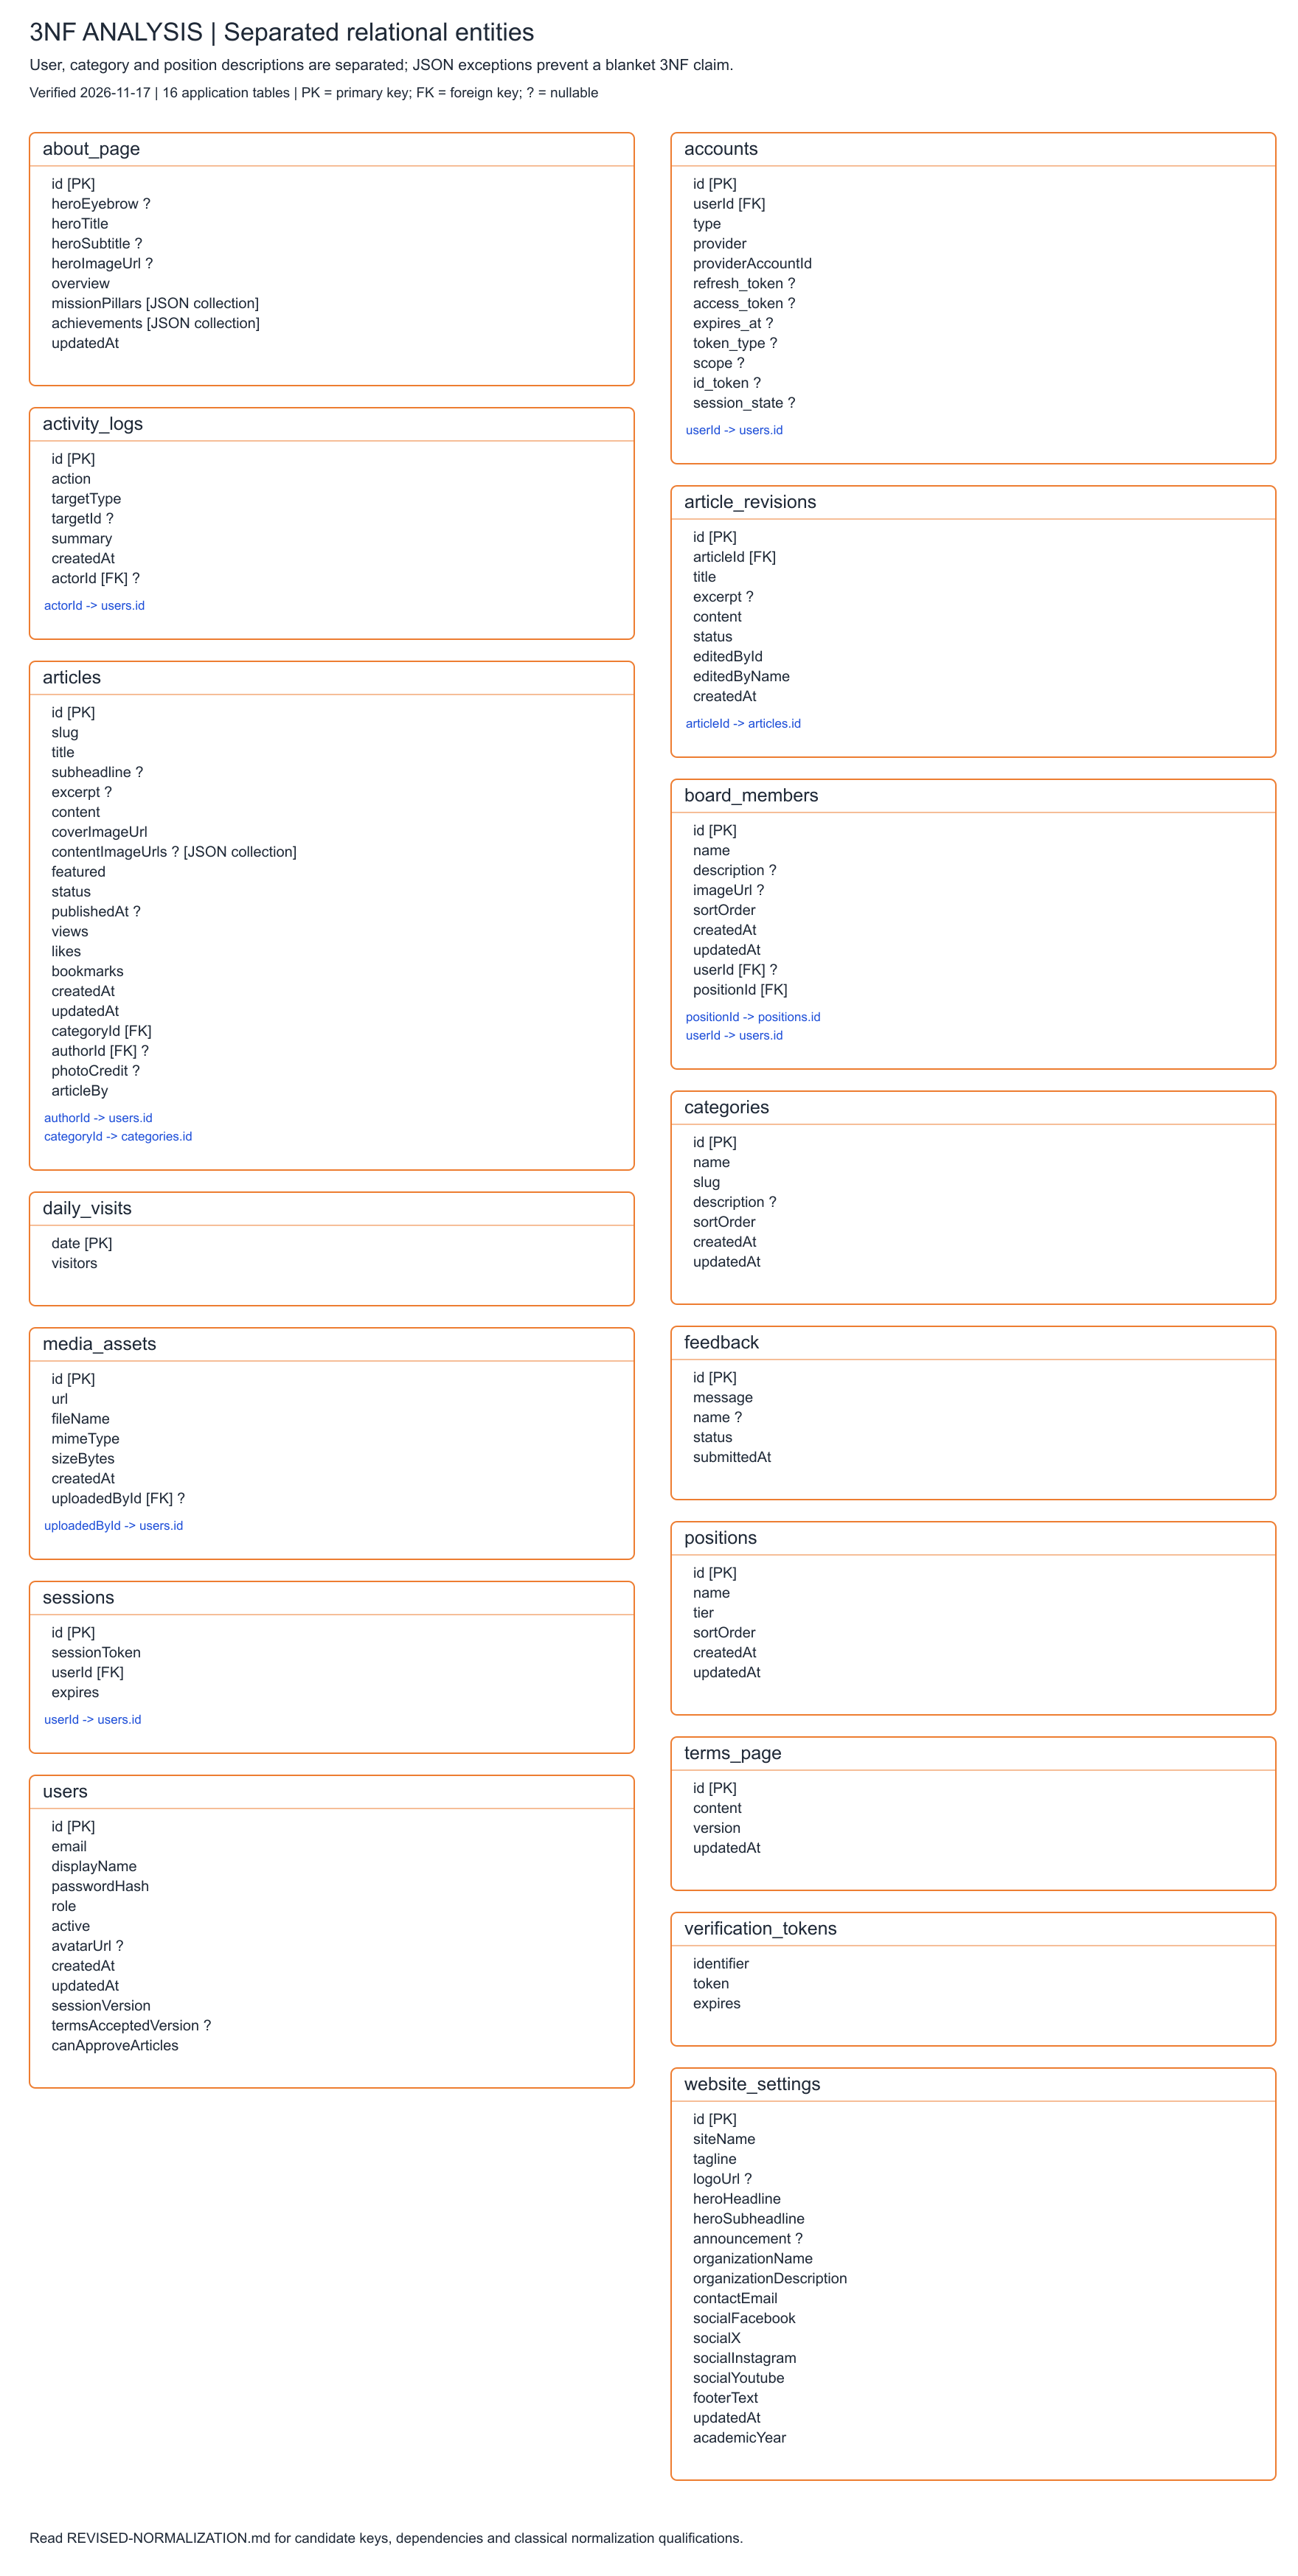 3NF ANALYSIS | Separated relational entities
User, category and position descriptions are separated; JSON exceptions prevent a blanket 3NF claim.
Verified 2026-11-17 | 16 application tables | PK = primary key; FK = foreign key; ? = nullable
about_page
id [PK]
heroEyebrow ?
heroTitle
heroSubtitle ?
heroImageUrl ?
overview
missionPillars [JSON collection]
achievements [JSON collection]
updatedAt
activity_logs
id [PK]
action
targetType
targetId ?
summary
createdAt
actorId [FK] ?
actorId -> users.id
articles
id [PK]
slug
title
subheadline ?
excerpt ?
content
coverImageUrl
contentImageUrls ? [JSON collection]
featured
status
publishedAt ?
views
likes
bookmarks
createdAt
updatedAt
categoryId [FK]
authorId [FK] ?
photoCredit ?
articleBy
authorId -> users.id
categoryId -> categories.id
daily_visits
date [PK]
visitors
media_assets
id [PK]
url
fileName
mimeType
sizeBytes
createdAt
uploadedById [FK] ?
uploadedById -> users.id
sessions
id [PK]
sessionToken
userId [FK]
expires
userId -> users.id
users
id [PK]
email
displayName
passwordHash
role
active
avatarUrl ?
createdAt
updatedAt
sessionVersion
termsAcceptedVersion ?
canApproveArticles
accounts
id [PK]
userId [FK]
type
provider
providerAccountId
refresh_token ?
access_token ?
expires_at ?
token_type ?
scope ?
id_token ?
session_state ?
userId -> users.id
article_revisions
id [PK]
articleId [FK]
title
excerpt ?
content
status
editedById
editedByName
createdAt
articleId -> articles.id
board_members
id [PK]
name
description ?
imageUrl ?
sortOrder
createdAt
updatedAt
userId [FK] ?
positionId [FK]
positionId -> positions.id
userId -> users.id
categories
id [PK]
name
slug
description ?
sortOrder
createdAt
updatedAt
feedback
id [PK]
message
name ?
status
submittedAt
positions
id [PK]
name
tier
sortOrder
createdAt
updatedAt
terms_page
id [PK]
content
version
updatedAt
verification_tokens
identifier
token
expires
website_settings
id [PK]
siteName
tagline
logoUrl ?
heroHeadline
heroSubheadline
announcement ?
organizationName
organizationDescription
contactEmail
socialFacebook
socialX
socialInstagram
socialYoutube
footerText
updatedAt
academicYear
Read REVISED-NORMALIZATION.md for candidate keys, dependencies and classical normalization qualifications.